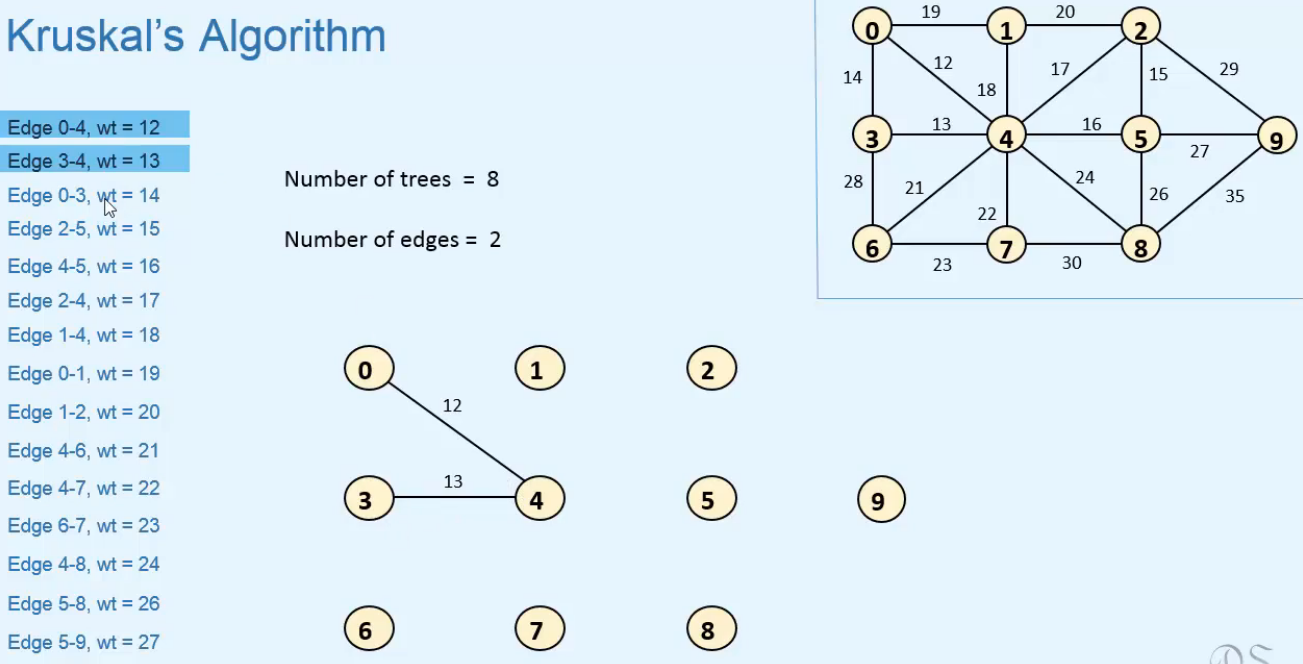 Kruskal's Algorithm
Edge 0-4, wt = 12
Edge 3-4, wt = 13
Edge 0-3, wt = 14
Edge 2-5, wt = 15
Edge 4-5, wt = 16
Edge 2-4, wt = 17
Edge 1-4, wt = 18
Edge 0-1, wt = 19
Edge 1-2, wt = 20
Edge 4-6, wt = 21
Edge 4-7, wt = 22
Edge 6-7, wt = 23
Edge 4-8, wt = 24
Edge 5-8, wt = 26
Edge 5-9, wt = 27
Number of trees = 8
Number of edges = 2
0 1 2
12
13
3 4 5 9
6 7 8
19 20
0 1 2
14 12 18 17 15 29
13 16
3 4 5 9
27
28 21 24 26 35
22
6 7 8
23 30